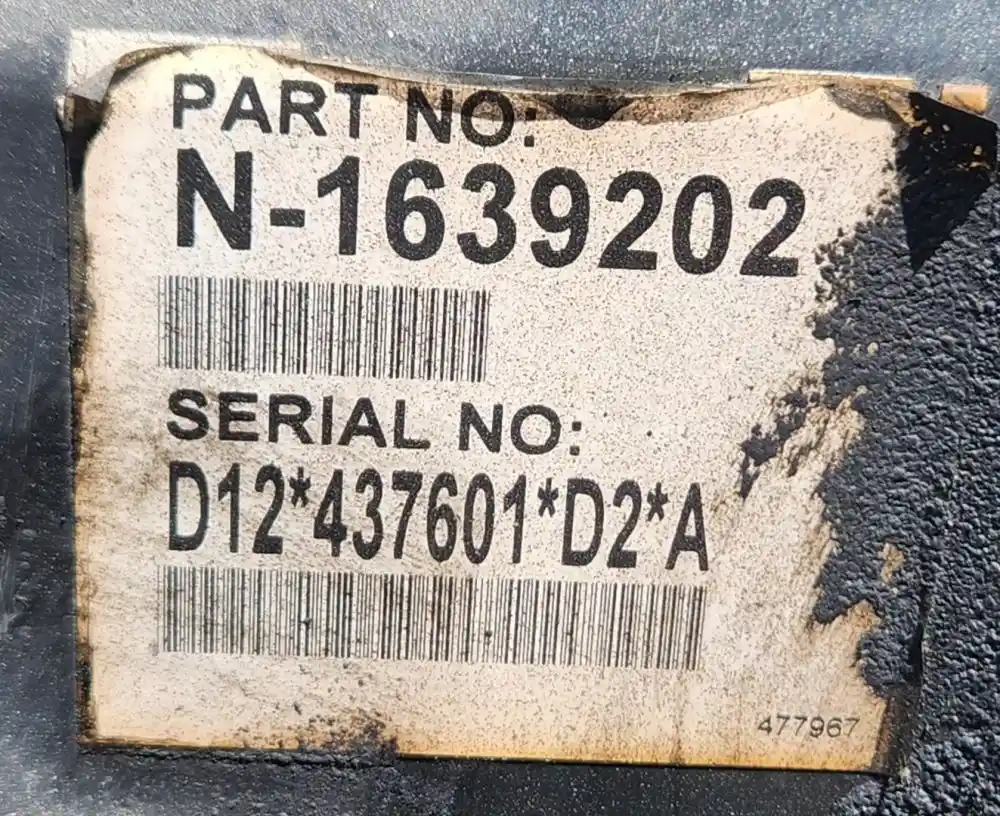 PART NO:
N-1639202
SERIAL NO:
D12*437601*D2*A
477967